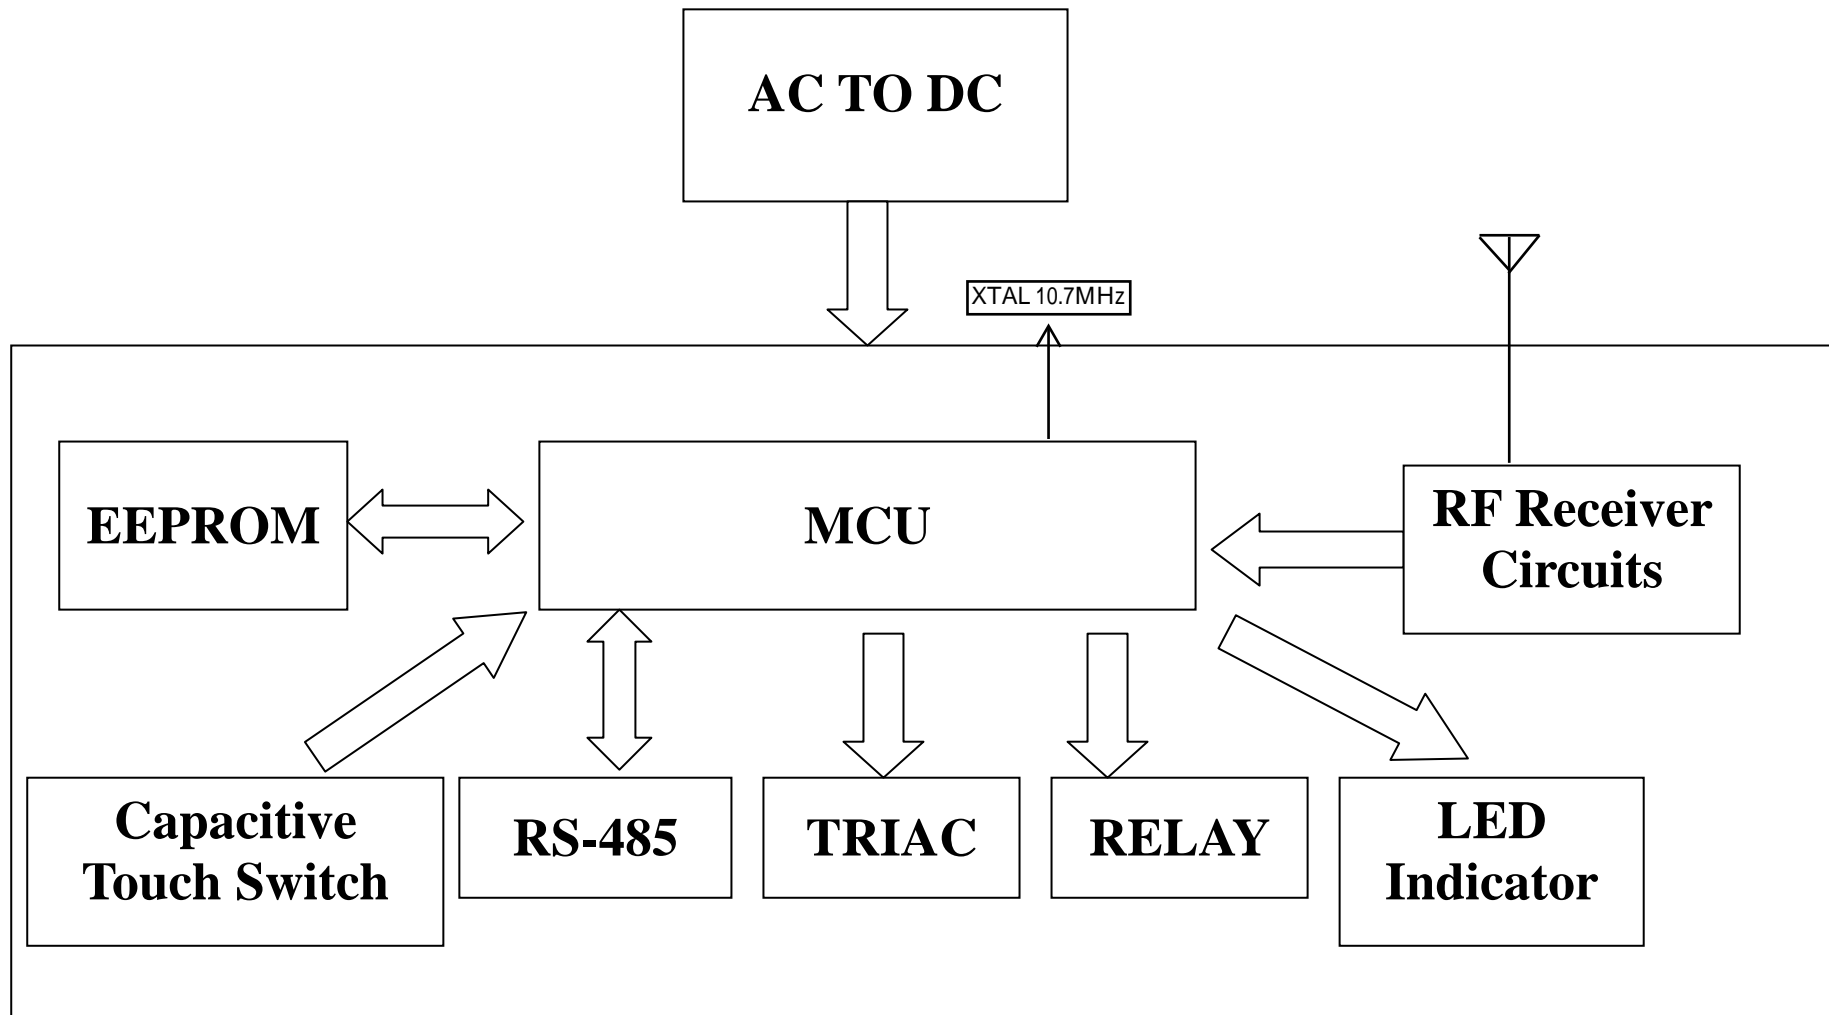 AC TO DC
XTAL 10.7MHz
EEPROM
MCU
RF Receiver
Circuits
Capacitive
Touch Switch
RS-485
TRIAC
RELAY
LED
Indicator